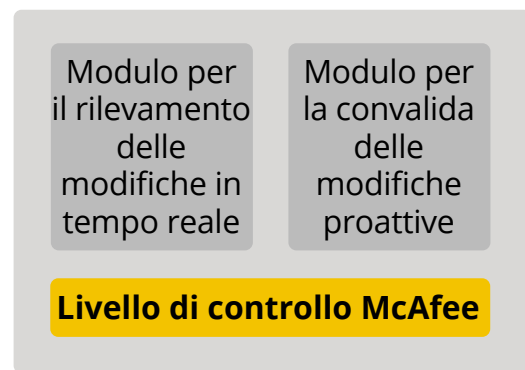 Modulo per
il rilevamento
delle
modifiche in
tempo reale
Modulo per
la convalida
delle
modifiche
proattive
Livello di controllo McAfee